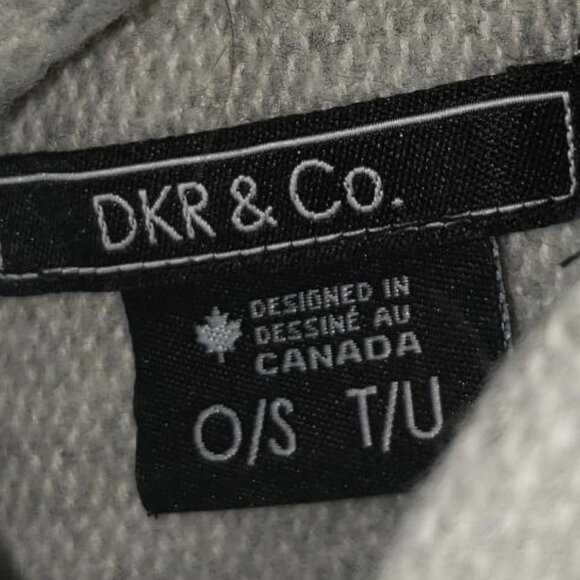 DKR & Co.
DESIGNED IN
DESSINÉ AU
CANADA
O/S T/U